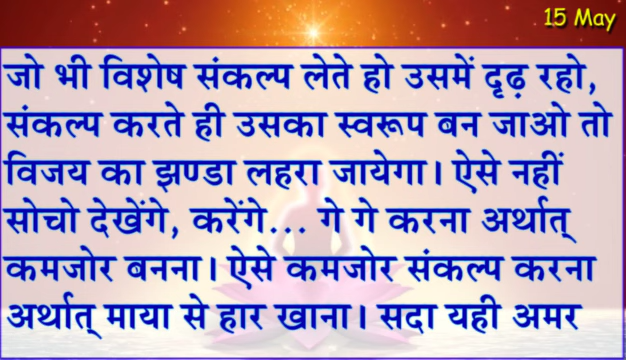 15 May
जो भी विशेष संकल्प लेते हो उसमें दृढ़ रहो,
संकल्प करते ही उसका स्वरूप बन जाओ तो
विजय का झण्डा लहरा जायेगा। ऐसे नहीं
सोचो देखेंगे, करेंगे... गे गे करना अर्थात्
कमजोर बनना। ऐसे कमजोर संकल्प करना
अर्थात् माया से हार खाना। सदा यही अमर